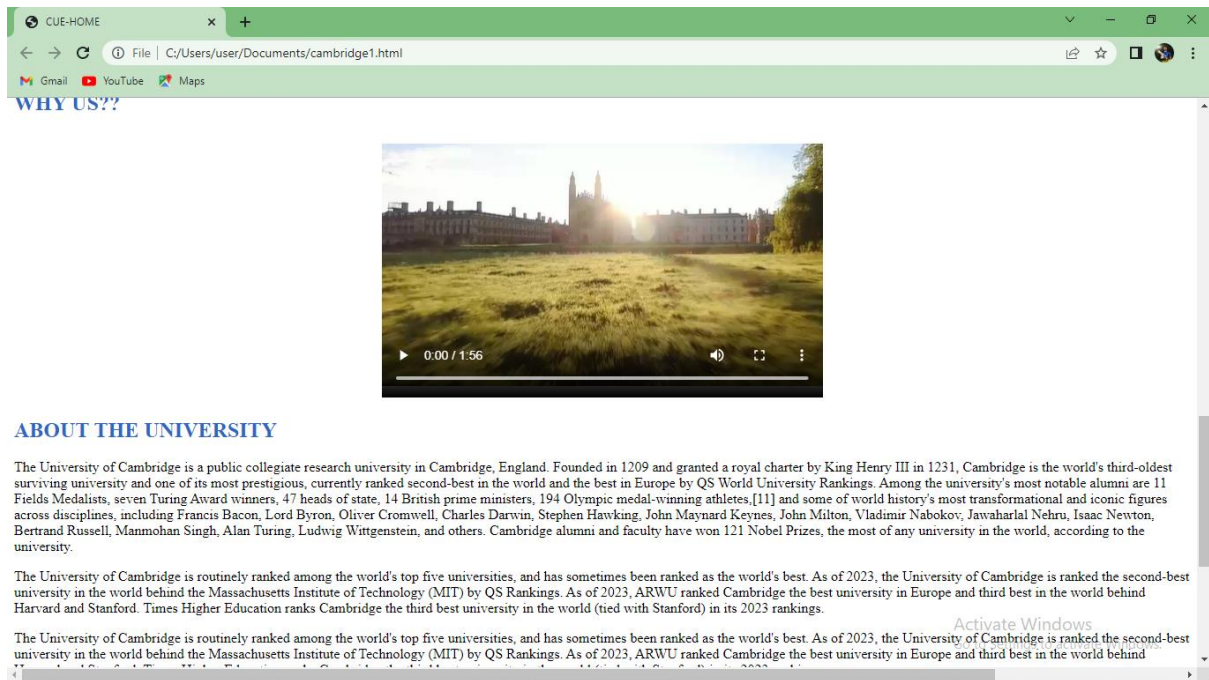 CUE-HOME
File | C:/Users/user/Documents/cambridge1.html
Gmail YouTube Maps
WHY US??
0:00 / 1:56
ABOUT THE UNIVERSITY
The University of Cambridge is a public collegiate research university in Cambridge, England. Founded in 1209 and granted a royal charter by King Henry III in 1231, Cambridge is the world's third-oldest
surviving university and one of its most prestigious, currently ranked second-best in the world and the best in Europe by QS World University Rankings. Among the university's most notable alumni are 11
Fields Medalists, seven Turing Award winners, 47 heads of state, 14 British prime ministers, 194 Olympic medal-winning athletes,[11] and some of world history's most transformational and iconic figures
across disciplines, including Francis Bacon, Lord Byron, Oliver Cromwell, Charles Darwin, Stephen Hawking, John Maynard Keynes, John Milton, Vladimir Nabokov, Jawaharlal Nehru, Isaac Newton,
Bertrand Russell, Manmohan Singh, Alan Turing, Ludwig Wittgenstein, and others. Cambridge alumni and faculty have won 121 Nobel Prizes, the most of any university in the world, according to the
university.
The University of Cambridge is routinely ranked among the world's top five universities, and has sometimes been ranked as the world's best. As of 2023, the University of Cambridge is ranked the second-best
university in the world behind the Massachusetts Institute of Technology (MIT) by QS Rankings. As of 2023, ARWU ranked Cambridge the best university in Europe and third best in the world behind
Harvard and Stanford. Times Higher Education ranks Cambridge the third best university in the world (tied with Stanford) in its 2023 rankings.
Activate Windows
The University of Cambridge is routinely ranked among the world's top five universities, and has sometimes been ranked as the world's best. As of 2023, the University of Cambridge is ranked the second-best
Go to Settings to activate Windows.
university in the world behind the Massachusetts Institute of Technology (MIT) by QS Rankings. As of 2023, ARWU ranked Cambridge the best university in Europe and third best in the world behind